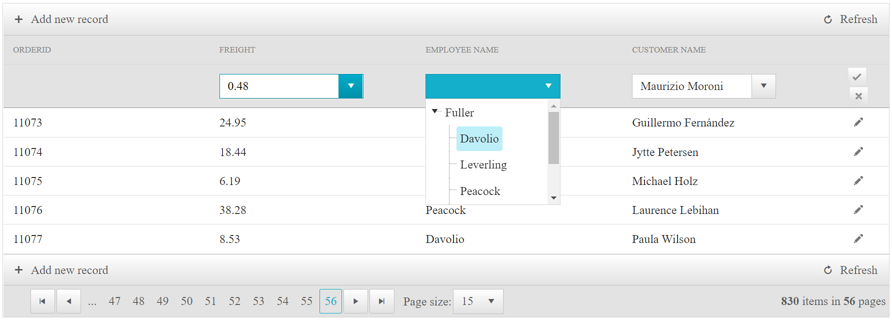 + Add new record Refresh
ORDERID FREIGHT EMPLOYEE NAME CUSTOMER NAME
0.48 Maurizio Moroni
Fuller
11073 24.95 Guillermo Fernández
Davolio
11074 18.44 Jytte Petersen
Leverling
11075 6.19 Michael Holz
Peacock
11076 38.28 Peacock Laurence Lebihan
11077 8.53 Davolio Paula Wilson
+ Add new record Refresh
... 47 48 49 50 51 52 53 54 55 56 Page size: 15 830 items in 56 pages